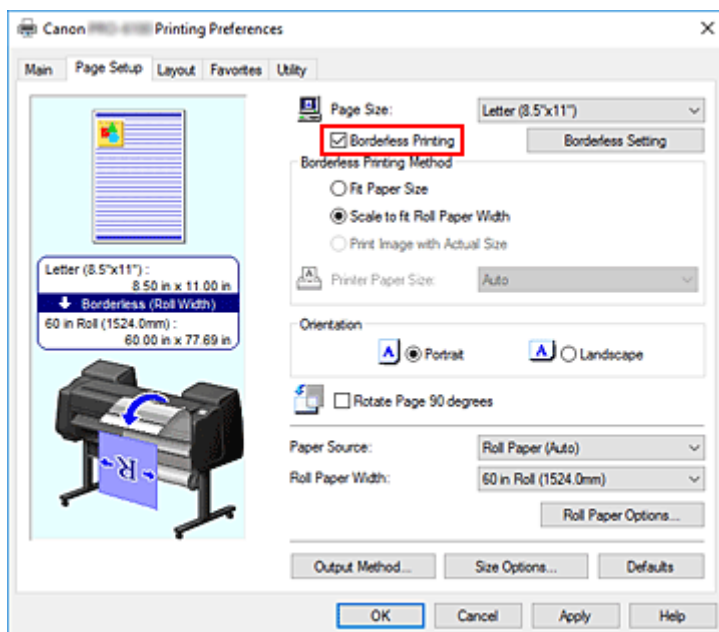 Canon Printing Preferences
Main Page Setup Layout Favorites Utility
Page Size: Letter (8.5"x11")
Borderless Printing Borderless Setting
Borderless Printing Method
Fit Paper Size
Scale to fit Roll Paper Width
Print Image with Actual Size
Printer Paper Size: Auto
Letter (8.5"x11") :
8.50 in x 11.00 in
Borderless (Roll Width)
60 in Roll (1524.0mm) :
60.00 in x 77.69 in
Orientation
A Portrait A Landscape
Rotate Page 90 degrees
R
Paper Source: Roll Paper (Auto)
Roll Paper Width: 60 in Roll (1524.0mm)
Roll Paper Options...
Output Method... Size Options... Defaults
OK Cancel Apply Help